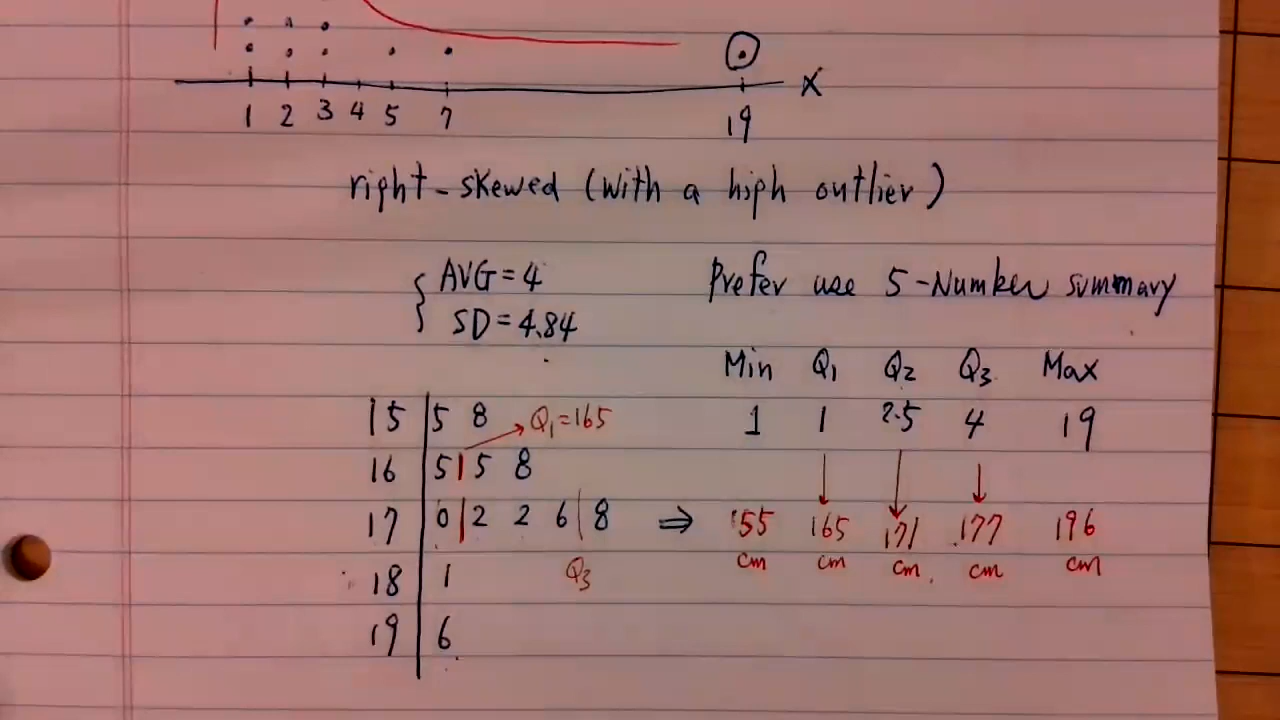 1 2 3 4 5 7 19 X
right-skewed (with a high outlier)
AVG = 4
SD = 4.84
Prefer use 5-Number summary
Min Q1 Q2 Q3 Max
1 1 2.5 4 19
15 | 5 8
Q1 = 165
16 | 5 | 5 8
17 | 0 | 2 2 6 | 8 ⇒ 155 165 171 177 196
cm cm cm cm cm
Q3
18 | 1
19 | 6